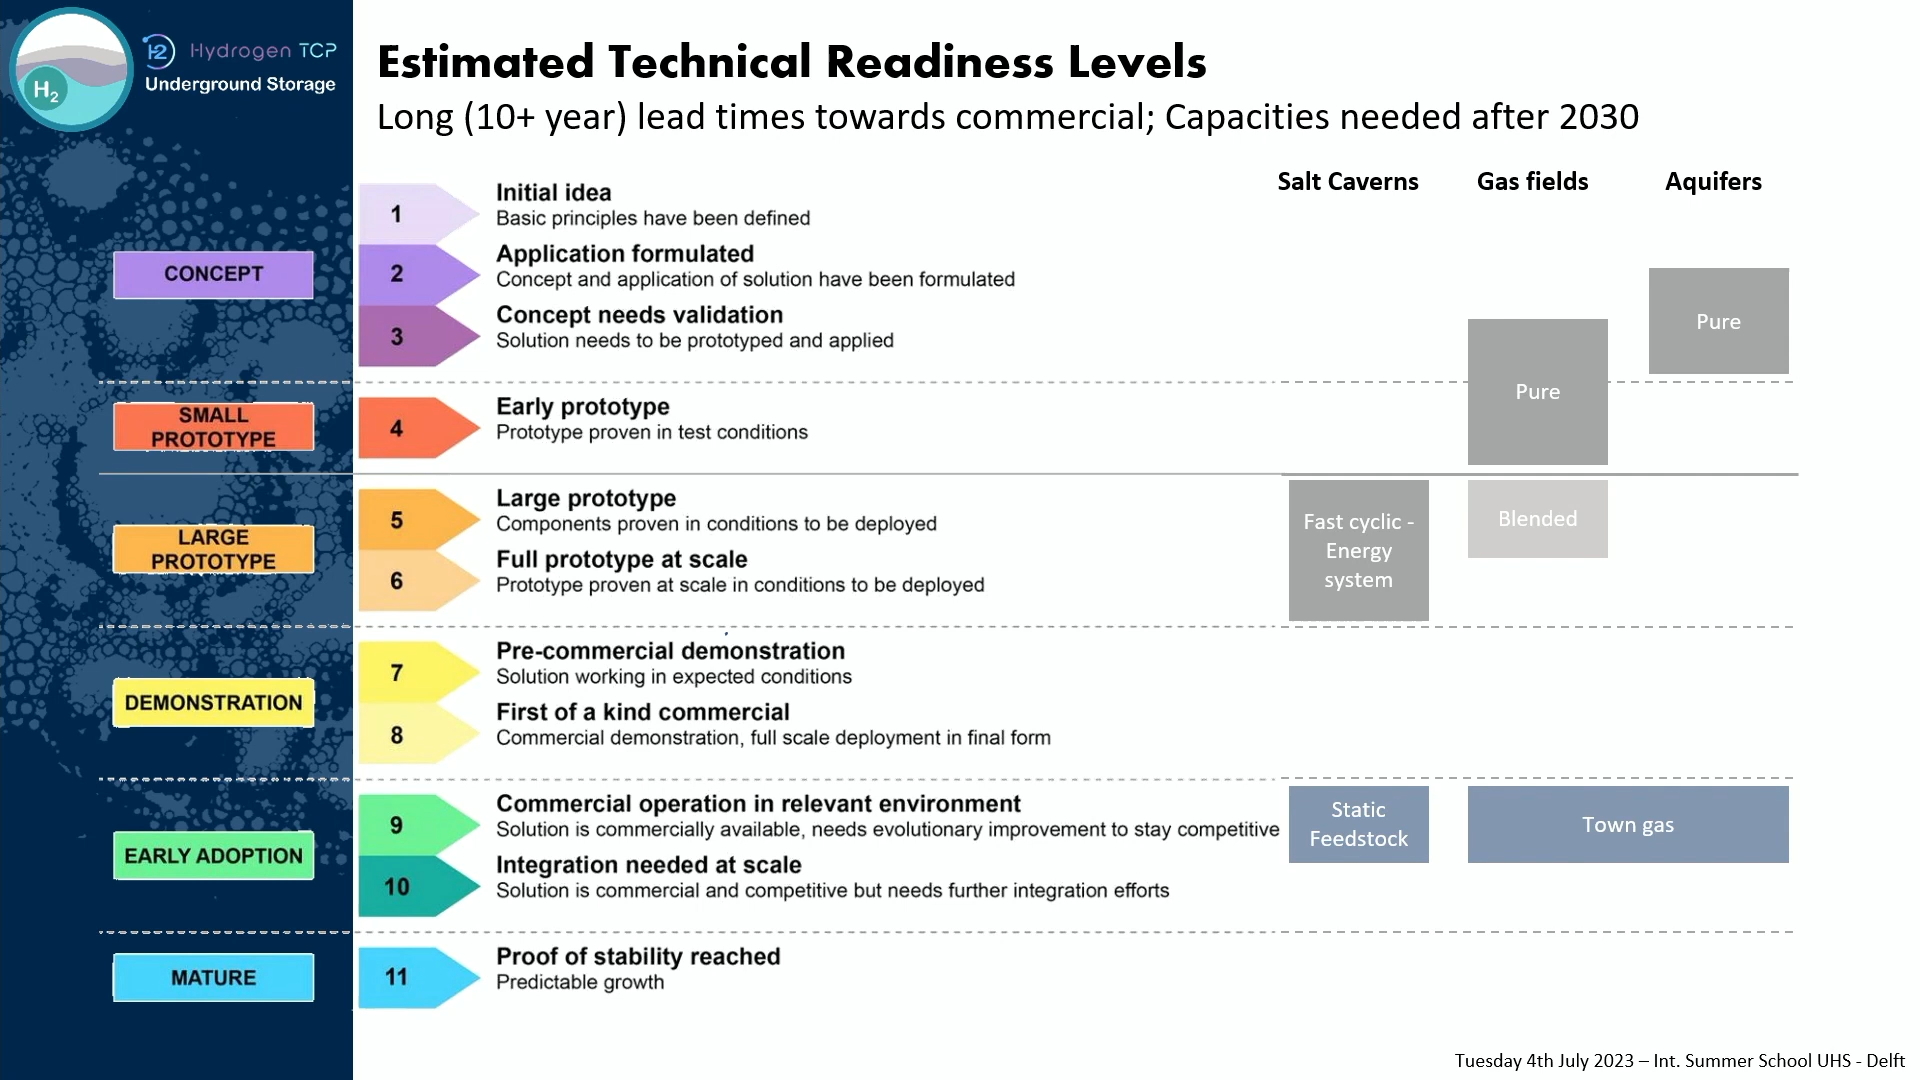 H2
H2 Hydrogen TCP
Underground Storage
Estimated Technical Readiness Levels
Long (10+ year) lead times towards commercial; Capacities needed after 2030
Salt Caverns
Gas fields
Aquifers
CONCEPT
1
Initial idea
Basic principles have been defined
2
Application formulated
Concept and application of solution have been formulated
3
Concept needs validation
Solution needs to be prototyped and applied
Pure
Pure
SMALL
PROTOTYPE
4
Early prototype
Prototype proven in test conditions
LARGE
PROTOTYPE
5
Large prototype
Components proven in conditions to be deployed
6
Full prototype at scale
Prototype proven at scale in conditions to be deployed
Fast cyclic -
Energy
system
Blended
DEMONSTRATION
7
Pre-commercial demonstration
Solution working in expected conditions
8
First of a kind commercial
Commercial demonstration, full scale deployment in final form
EARLY ADOPTION
9
Commercial operation in relevant environment
Solution is commercially available, needs evolutionary improvement to stay competitive
10
Integration needed at scale
Solution is commercial and competitive but needs further integration efforts
Static
Feedstock
Town gas
MATURE
11
Proof of stability reached
Predictable growth
Tuesday 4th July 2023 – Int. Summer School UHS - Delft